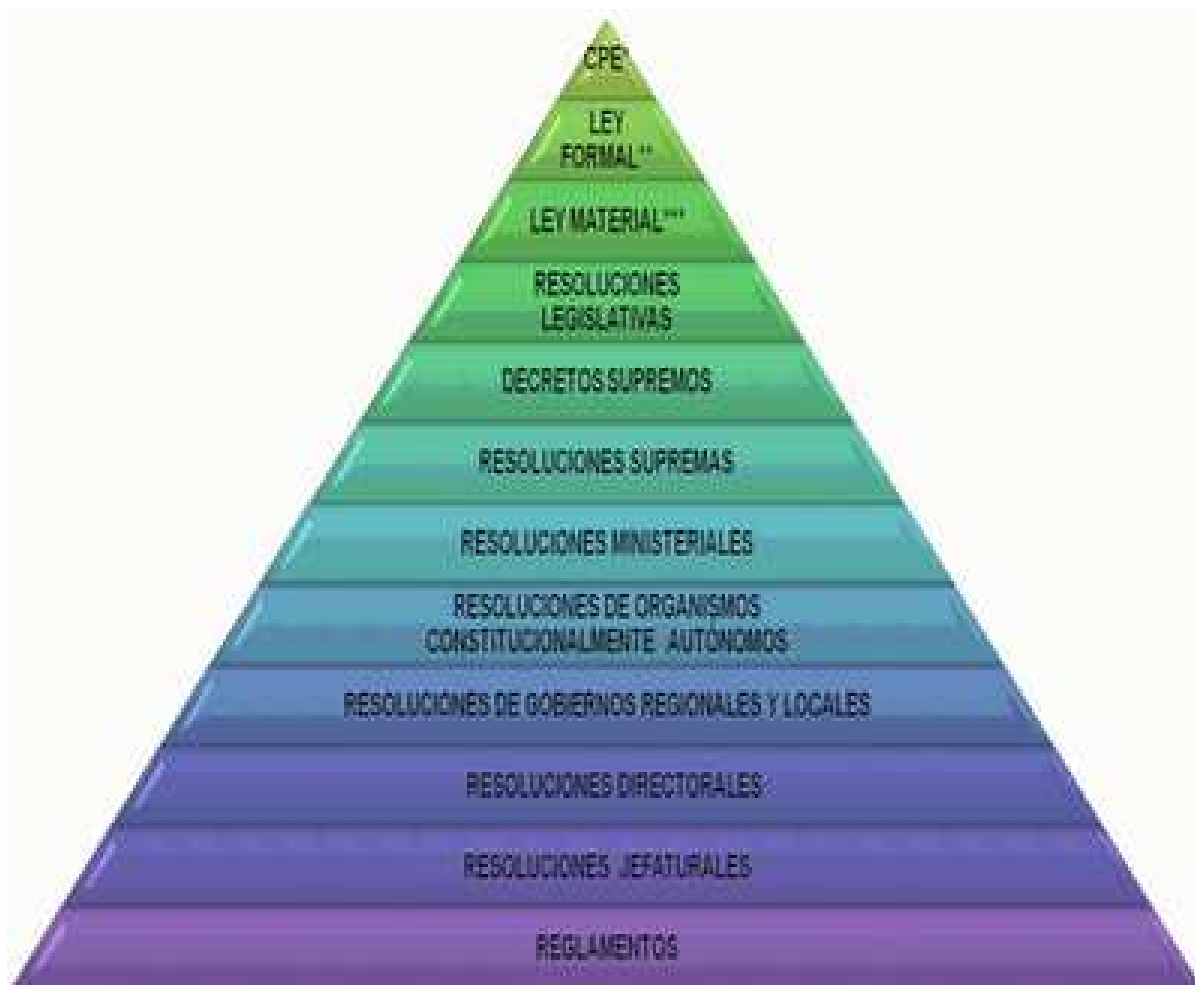 CPE*
LEY
FORMAL**
LEY MATERIAL***
RESOLUCIONES
LEGISLATIVAS
DECRETOS SUPREMOS
RESOLUCIONES SUPREMAS
RESOLUCIONES MINISTERIALES
RESOLUCIONES DE ORGANISMOS
CONSTITUCIONALMENTE AUTÓNOMOS
RESOLUCIONES DE GOBIERNOS REGIONALES Y LOCALES
RESOLUCIONES DIRECTORALES
RESOLUCIONES JEFATURALES
REGLAMENTOS